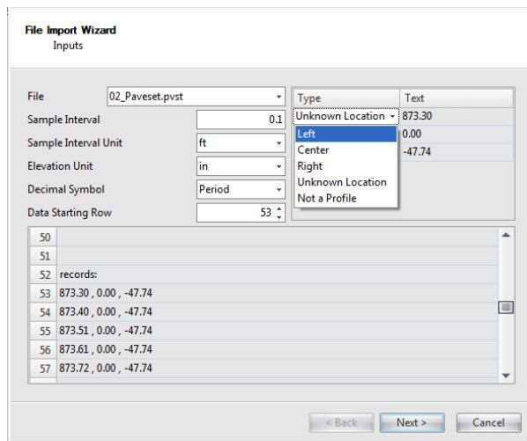 File Import Wizard
Inputs
File 02_Paveset.pvst
Sample Interval 0.1
Sample Interval Unit ft
Elevation Unit in
Decimal Symbol Period
Data Starting Row 53
Type Text
Unknown Location 873.30
Left 0.00
Center -47.74
Right
Unknown Location
Not a Profile
50
51
52 records:
53 873.30 , 0.00 , -47.74
54 873.40 , 0.00 , -47.74
55 873.51 , 0.00 , -47.74
56 873.61 , 0.00 , -47.74
57 873.72 , 0.00 , -47.74
< Back Next > Cancel